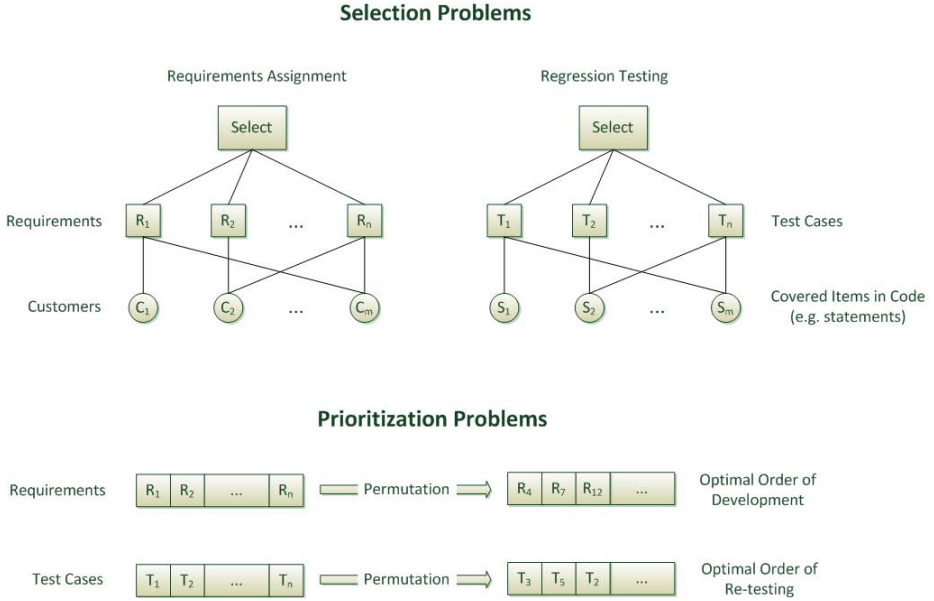 Selection Problems
Requirements Assignment
Regression Testing
Select
Select
Requirements
R₁
R₂
...
Rₙ
T₁
T₂
...
Tₙ
Test Cases
Customers
C₁
C₂
...
Cₘ
S₁
S₂
...
Sₘ
Covered Items in Code
(e.g. statements)
Prioritization Problems
Requirements
R₁
R₂
...
Rₙ
Permutation
R₄
R₇
R₁₂
...
Optimal Order of
Development
Test Cases
T₁
T₂
...
Tₙ
Permutation
T₃
T₅
T₂
...
Optimal Order of
Re-testing